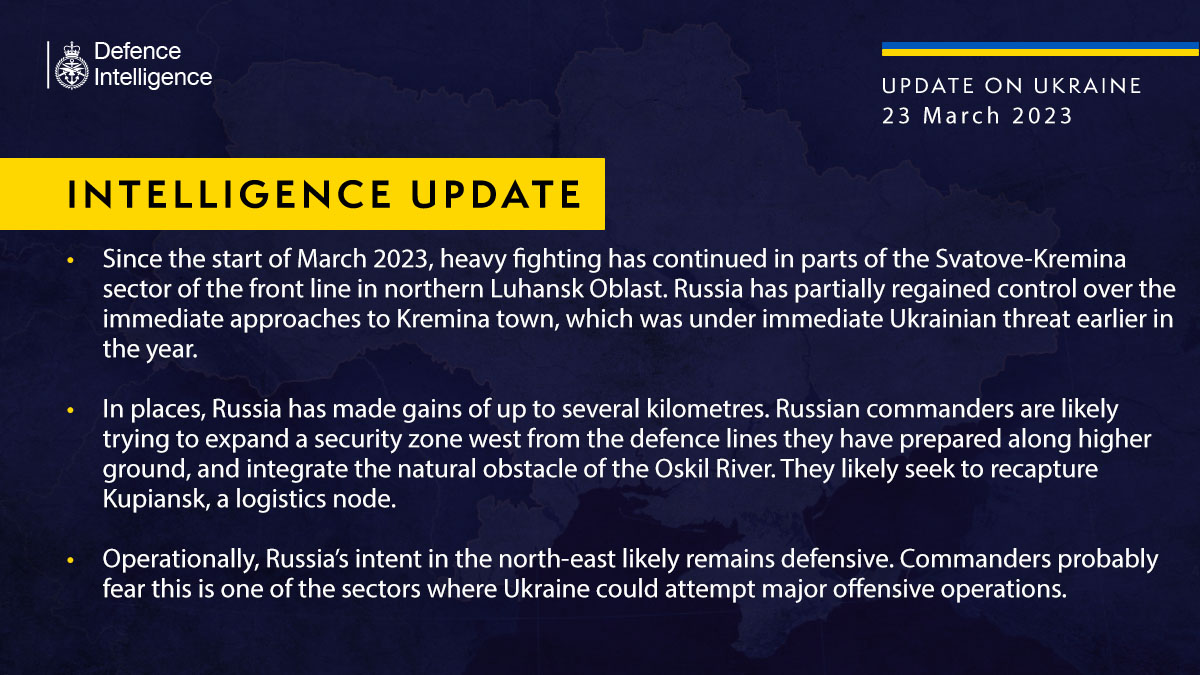 Defence
Intelligence
UPDATE ON UKRAINE
23 March 2023
INTELLIGENCE UPDATE
• Since the start of March 2023, heavy fighting has continued in parts of the Svatove-Kremina
sector of the front line in northern Luhansk Oblast. Russia has partially regained control over the
immediate approaches to Kremina town, which was under immediate Ukrainian threat earlier in
the year.
• In places, Russia has made gains of up to several kilometres. Russian commanders are likely
trying to expand a security zone west from the defence lines they have prepared along higher
ground, and integrate the natural obstacle of the Oskil River. They likely seek to recapture
Kupiansk, a logistics node.
• Operationally, Russia’s intent in the north-east likely remains defensive. Commanders probably
fear this is one of the sectors where Ukraine could attempt major offensive operations.